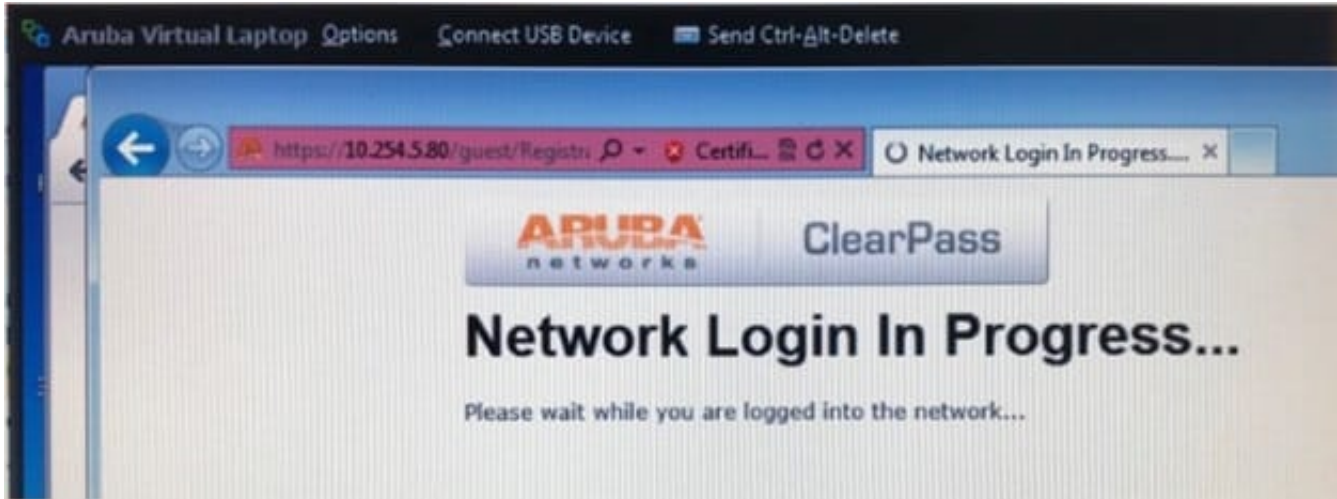 Aruba Virtual Laptop Options Connect USB Device Send Ctrl-Alt-Delete
https://10.254.5.80/guest/Registr Certifi... Network Login In Progress....
ARUBA ClearPass
networks
Network Login In Progress...
Please wait while you are logged into the network...